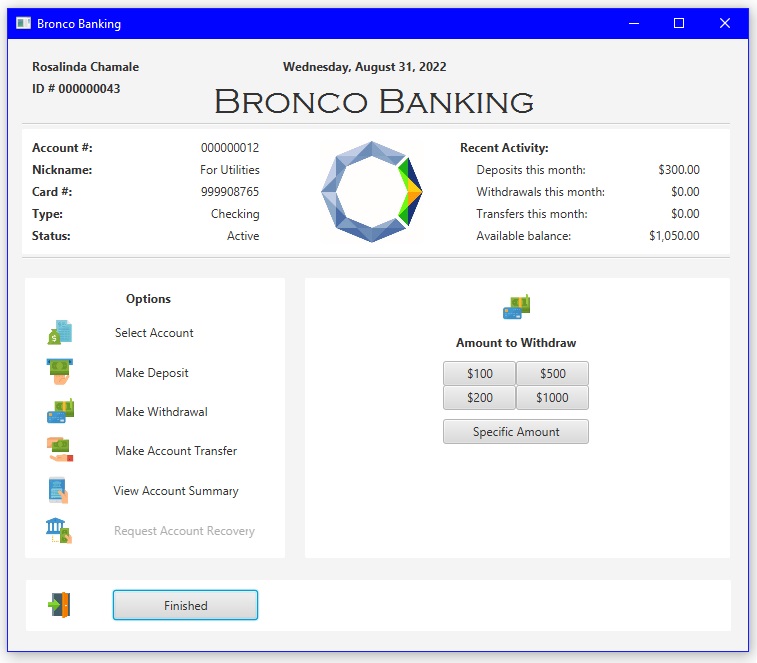 Bronco Banking
Rosalinda Chamale
Wednesday, August 31, 2022
ID # 000000043
BRONCO BANKING
Account #: 000000012
Nickname: For Utilities
Card #: 999908765
Type: Checking
Status: Active
Recent Activity:
Deposits this month: $300.00
Withdrawals this month: $0.00
Transfers this month: $0.00
Available balance: $1,050.00
Options
Select Account
Make Deposit
Make Withdrawal
Make Account Transfer
View Account Summary
Request Account Recovery
Amount to Withdraw
$100 $500
$200 $1000
Specific Amount
Finished